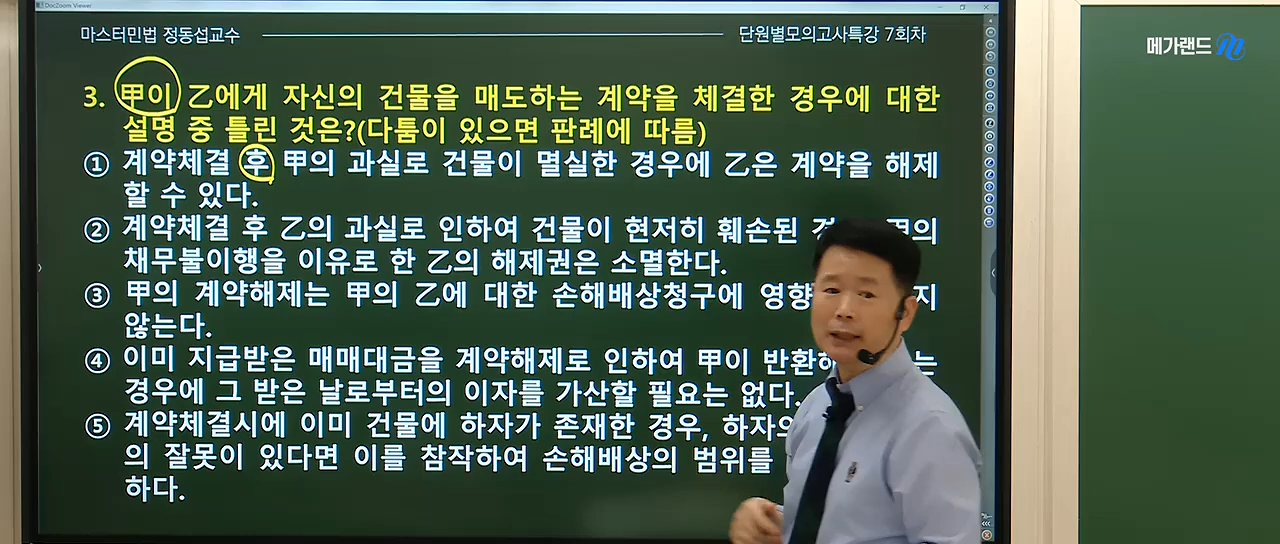 DocZoom Viewer
마스터민법 정동섭교수
단원별모의고사특강 7회차
메가랜드
3. 甲이 乙에게 자신의 건물을 매도하는 계약을 체결한 경우에 대한
설명 중 틀린 것은?(다툼이 있으면 판례에 따름)
① 계약체결 후 甲의 과실로 건물이 멸실한 경우에 乙은 계약을 해제
할 수 있다.
② 계약체결 후 乙의 과실로 인하여 건물이 현저히 훼손된
채무불이행을 이유로 한 乙의 해제권은 소멸한다.
③ 甲의 계약해제는 甲의 乙에 대한 손해배상청구에 영향
않는다.
④ 이미 지급받은 매매대금을 계약해제로 인하여 甲이 반환해
경우에 그 받은 날로부터의 이자를 가산할 필요는 없다.
⑤ 계약체결시에 이미 건물에 하자가 존재한 경우, 하자
의 잘못이 있다면 이를 참작하여 손해배상의 범위를
하다.